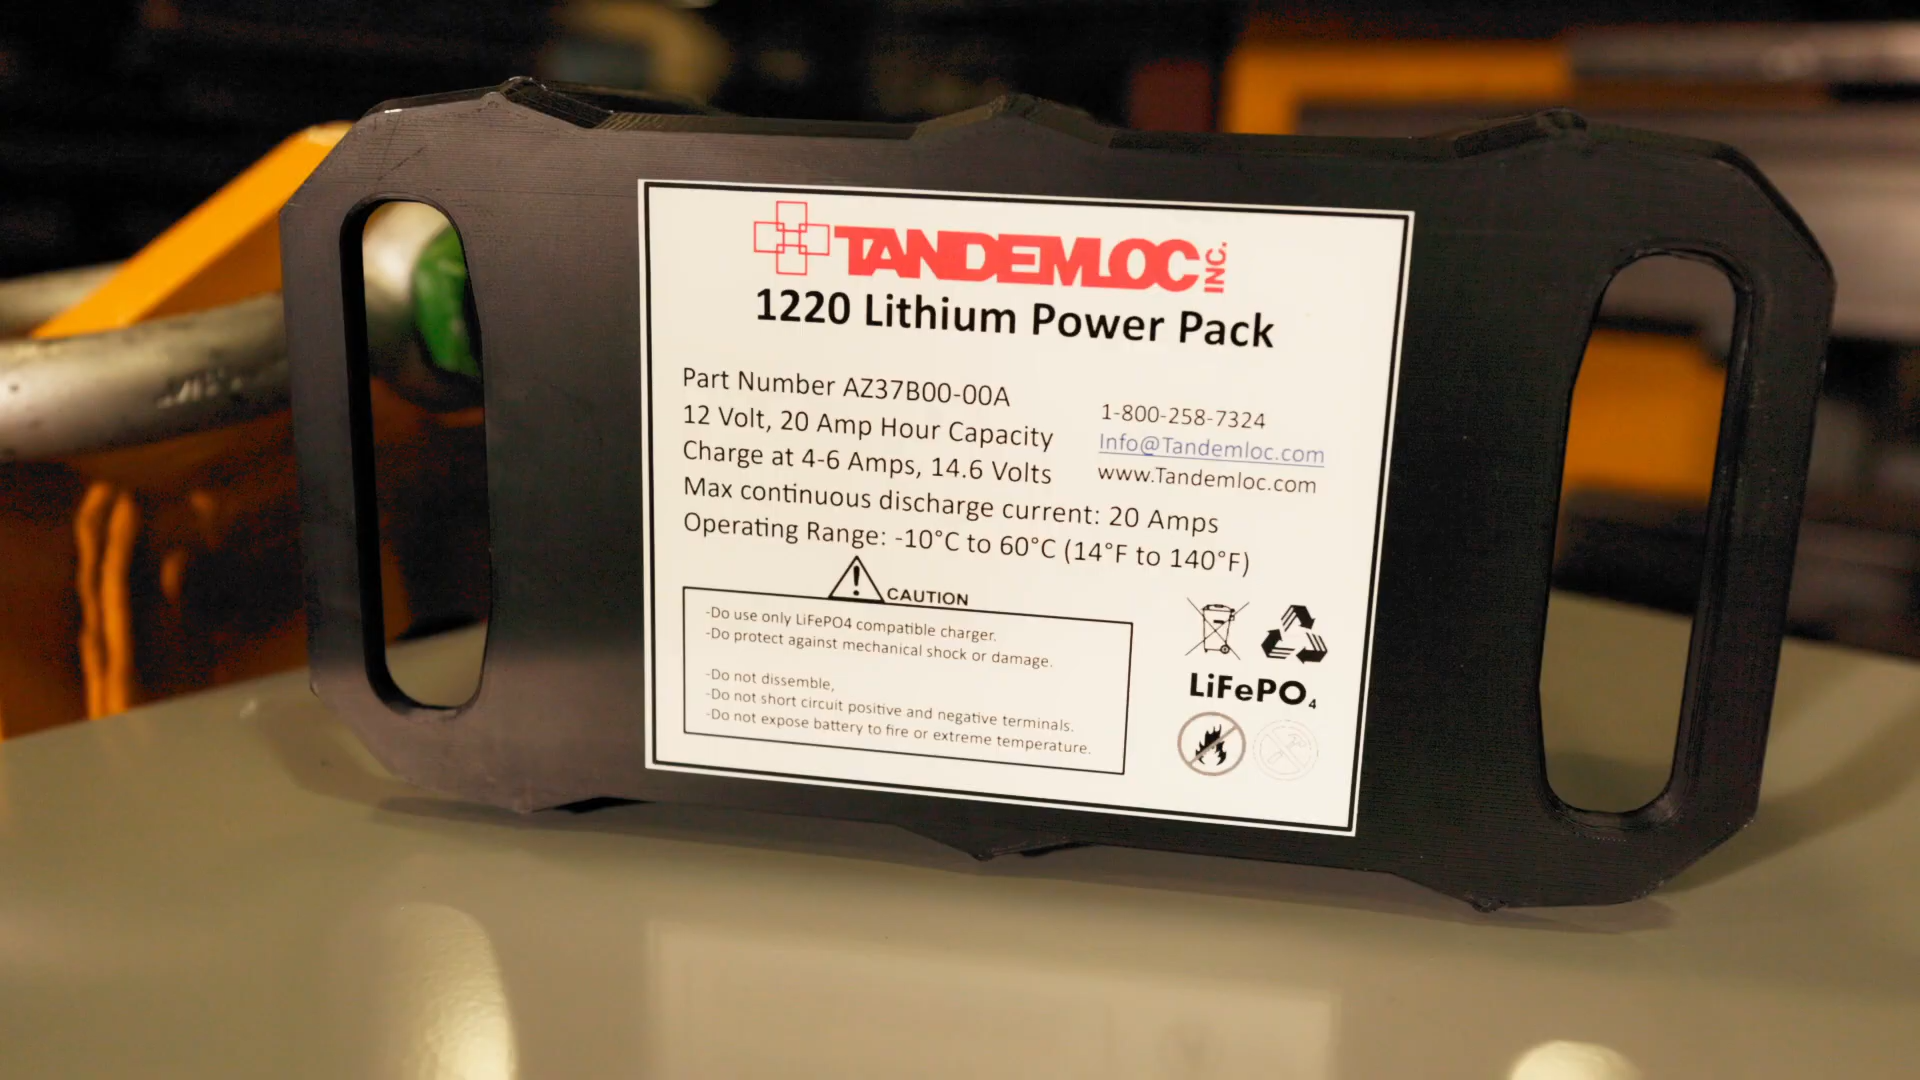 TANDEMLOC INC.
1220 Lithium Power Pack
Part Number AZ37B00-00A
12 Volt, 20 Amp Hour Capacity
Charge at 4-6 Amps, 14.6 Volts
Max continuous discharge current: 20 Amps
Operating Range: -10°C to 60°C (14°F to 140°F)
1-800-258-7324
Info@Tandemloc.com
www.Tandemloc.com
CAUTION
-Do use only LiFePO4 compatible charger.
-Do protect against mechanical shock or damage.
-Do not dissemble,
-Do not short circuit positive and negative terminals.
-Do not expose battery to fire or extreme temperature.
LiFePO4